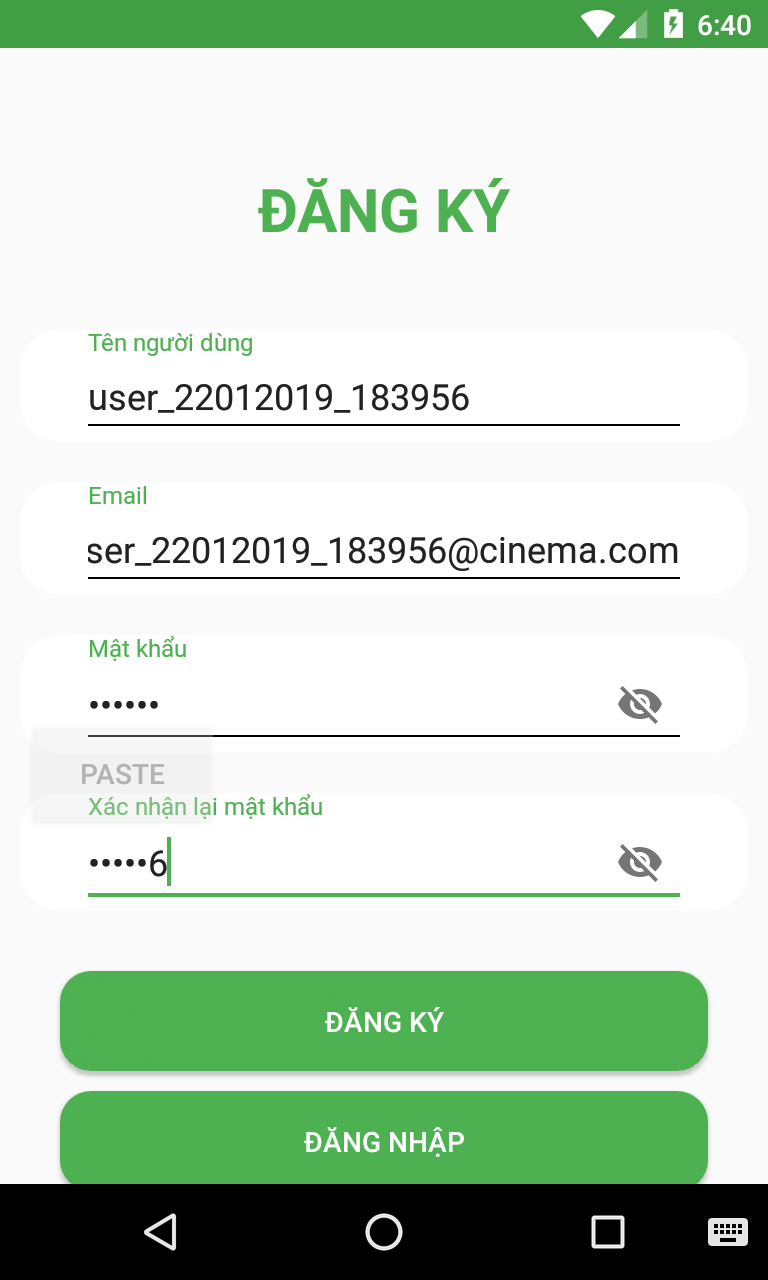 6:40
ĐĂNG KÝ
Tên người dùng
user_22012019_183956
Email
ser_22012019_183956@cinema.com
Mật khẩu
••••••
PASTE
Xác nhận lại mật khẩu
•••••6
ĐĂNG KÝ
ĐĂNG NHẬP